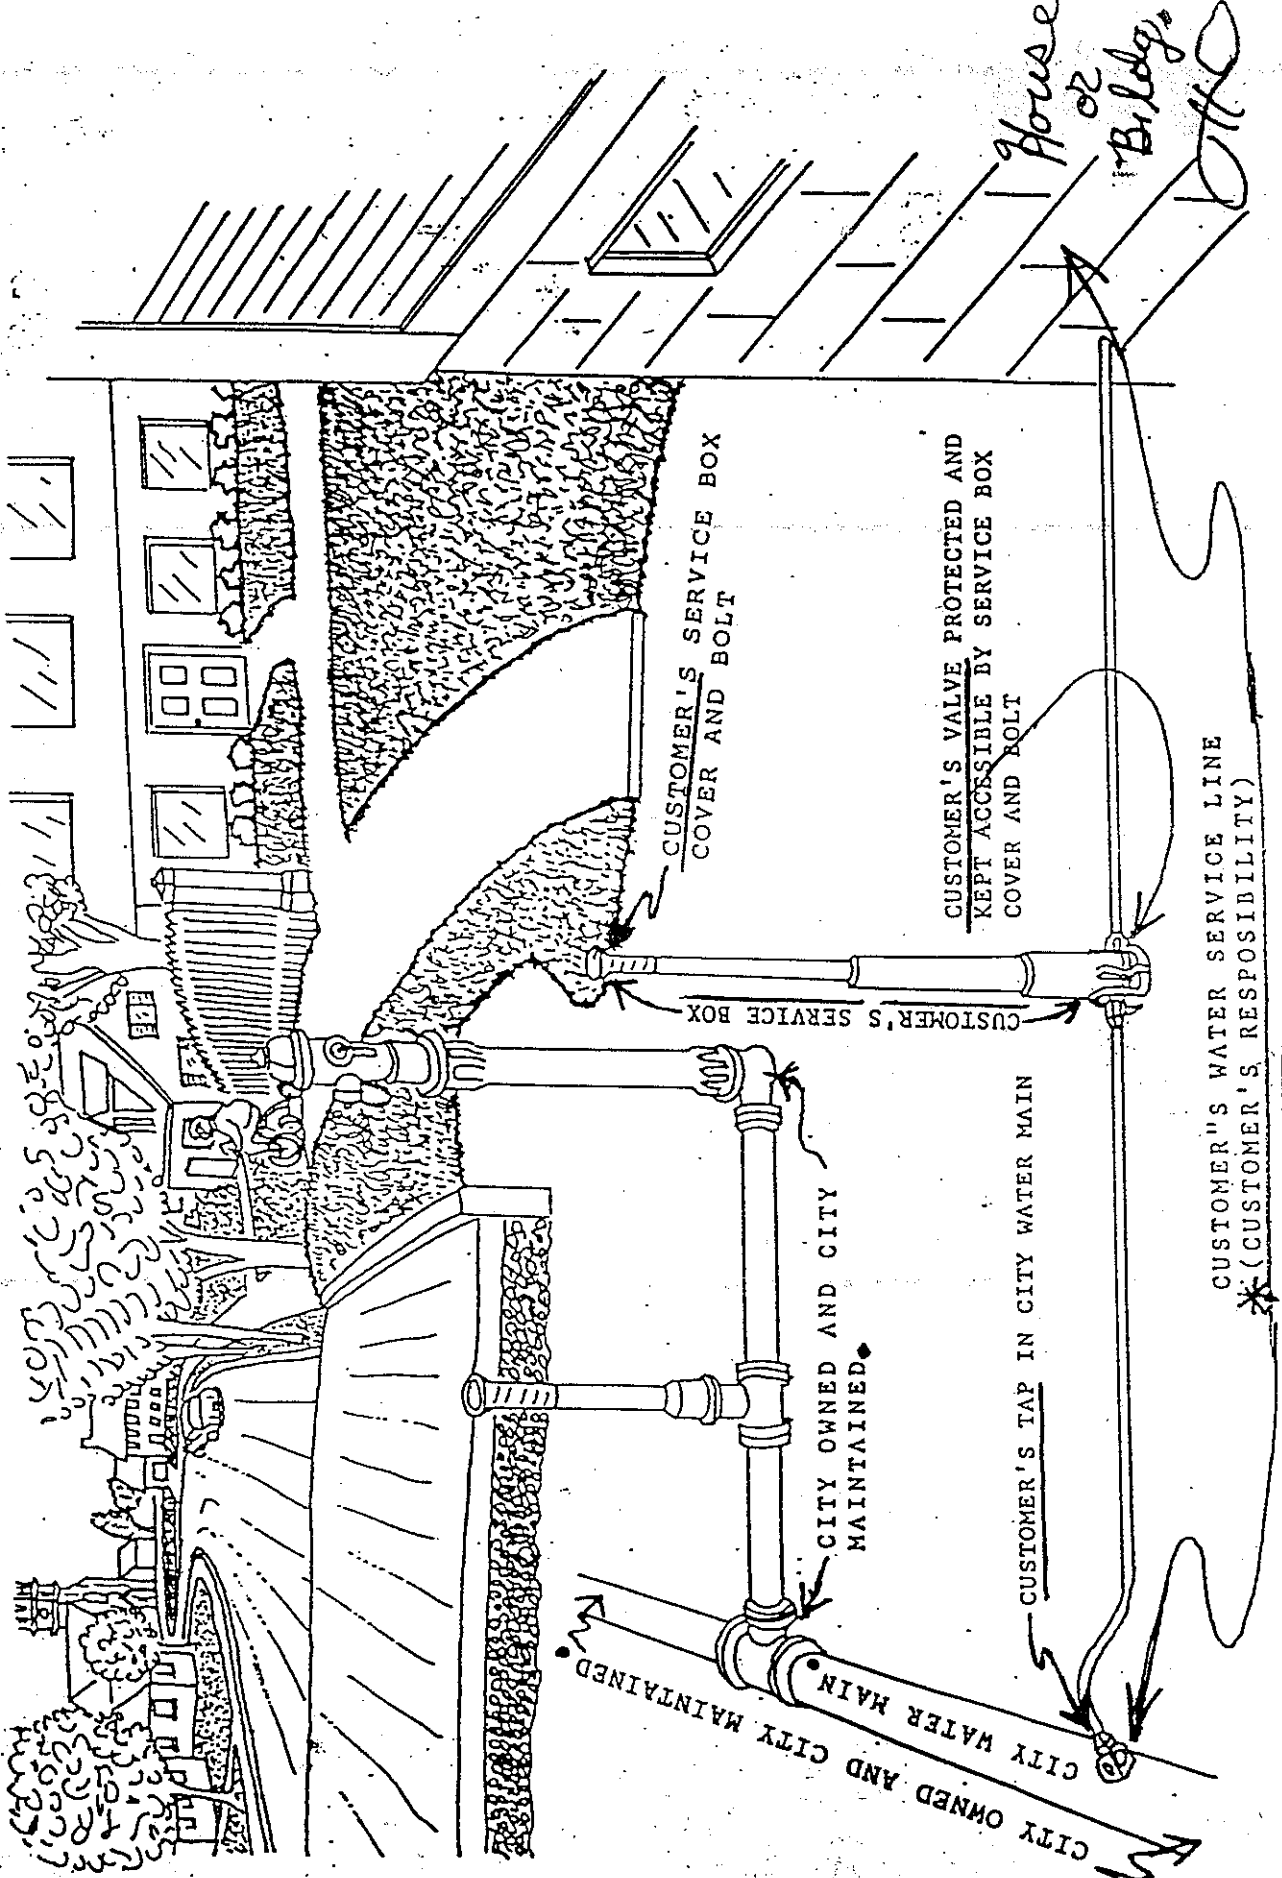 House
or
Bildg.
CUSTOMER'S SERVICE BOX
COVER AND BOLT
CUSTOMER'S VALVE PROTECTED AND
KEPT ACCESSIBLE BY SERVICE BOX
COVER AND BOLT
CUSTOMER'S SERVICE BOX
CITY OWNED AND CITY
MAINTAINED.
CUSTOMER'S TAP IN CITY WATER MAIN
CITY WATER MAIN
CITY OWNED AND CITY MAINTAINED
CUSTOMER"S WATER SERVICE LINE
*(CUSTOMER'S RESPOSIBILITY)